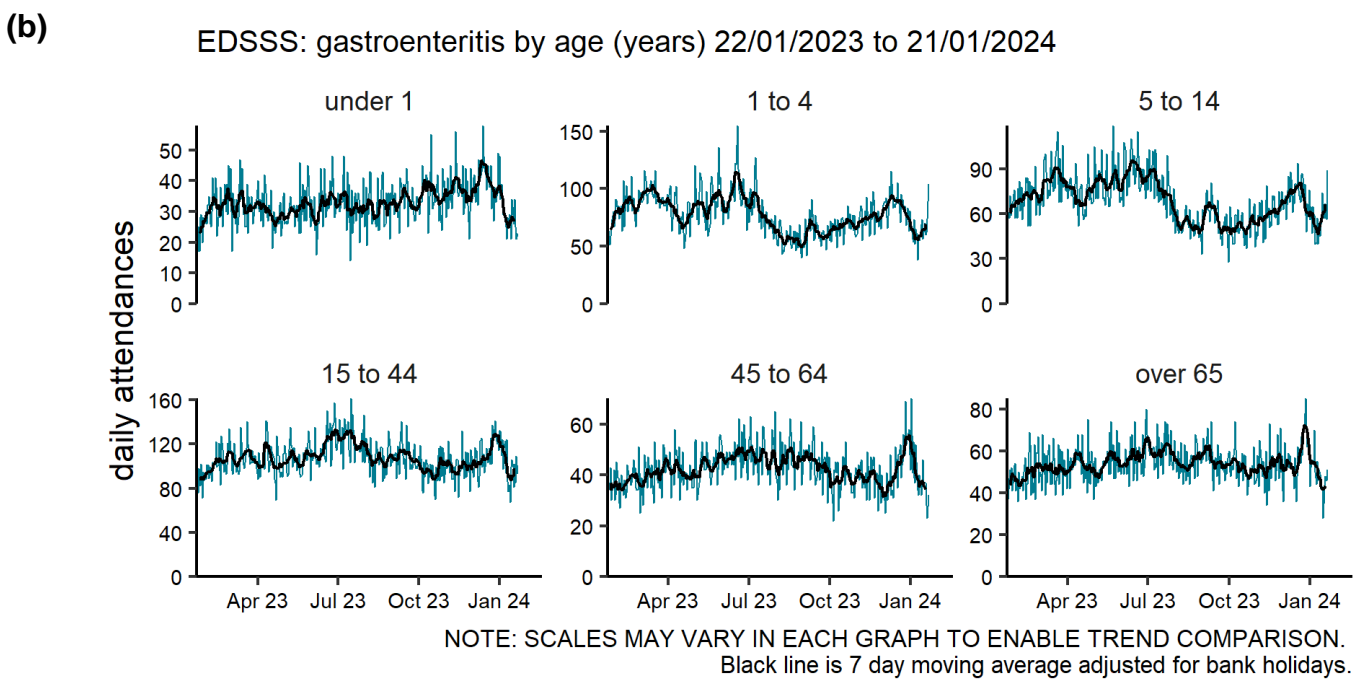 (b)
EDSSS: gastroenteritis by age (years) 22/01/2023 to 21/01/2024
under 1
1 to 4
5 to 14
50
40
30
20
10
0
150
100
50
0
90
60
30
0
daily attendances
15 to 44
45 to 64
over 65
160
120
80
40
0
60
40
20
0
80
60
40
20
0
Apr 23 Jul 23 Oct 23 Jan 24
Apr 23 Jul 23 Oct 23 Jan 24
Apr 23 Jul 23 Oct 23 Jan 24
NOTE: SCALES MAY VARY IN EACH GRAPH TO ENABLE TREND COMPARISON.
Black line is 7 day moving average adjusted for bank holidays.